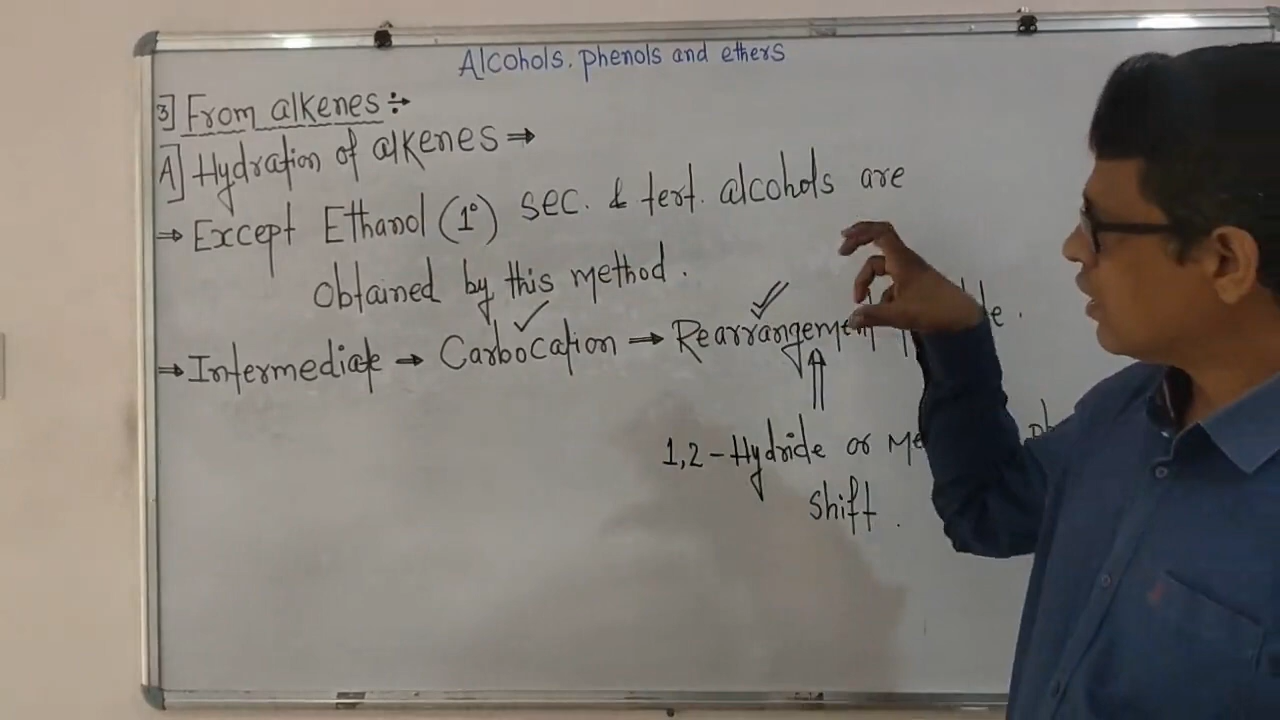 Alcohols. phenols and ethers
3] From alkenes ÷
A] Hydration of alkenes ⇒
⇒ Except Ethanol (1°) sec. & tert. alcohols are
obtained by this method.
⇒ Intermediate → Carbocation → Rearrangement
1,2-Hydride or
shift.